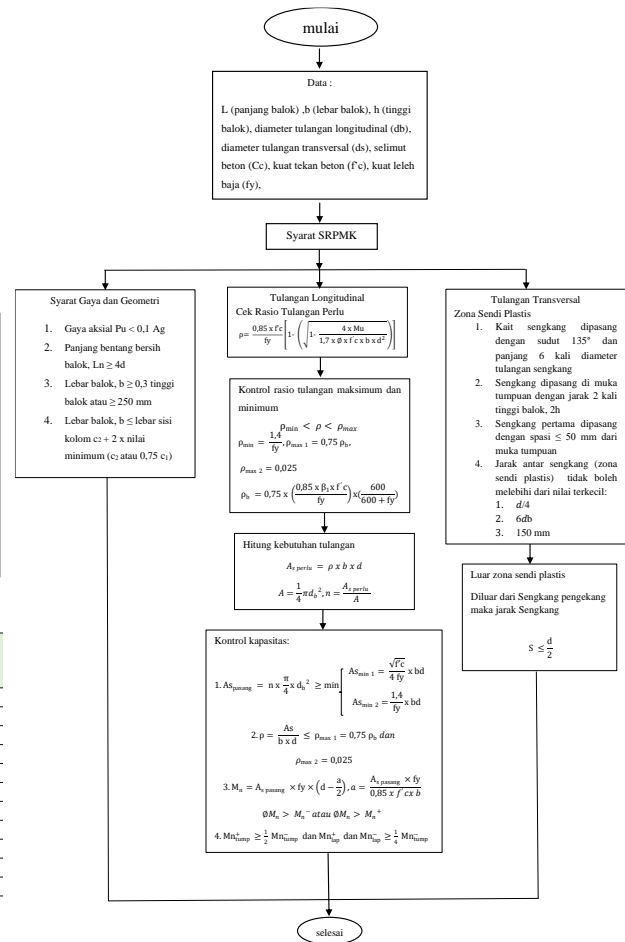 mulai
Data :
L (panjang balok) ,b (lebar balok), h (tinggi
balok), diameter tulangan longitudinal (db),
diameter tulangan transversal (ds), selimut
beton (Cc), kuat tekan beton (f'c), kuat leleh
baja (fy),
Syarat SRPMK
Syarat Gaya dan Geometri
1. Gaya aksial Pu < 0,1 Ag
2. Panjang bentang bersih
balok, Ln ≥ 4d
3. Lebar balok, b ≥ 0,3 tinggi
balok atau ≥ 250 mm
4. Lebar balok, b ≤ lebar sisi
kolom c₂ + 2 x nilai
minimum (c₂ atau 0,75 c₁)
Tulangan Longitudinal
Cek Rasio Tulangan Perlu
ρ= 0,85 x f'c / fy [1- (√1- 4 x Mu / 1,7 x Ø x f'c x b x d²)]
Kontrol rasio tulangan maksimum dan
minimum
ρmin < ρ < ρmax
ρmin = 1,4 / fy, ρmax 1 = 0,75 ρb,
ρmax 2 = 0,025
ρb = 0,75 x (0,85 x β₁ x f'c / fy) x(600 / 600 + fy)
Hitung kebutuhan tulangan
As perlu = ρ x b x d
A = 1/4 πdb², n = As perlu / A
Kontrol kapasitas:
1. Aspasang = n x π/4 x db² ≥ min { Asmin 1 = √f'c / 4 fy x bd
Asmin 2 = 1,4 / fy x bd
2. ρ = As / b x d ≤ ρmax 1 = 0,75 ρb dan
ρmax 2 = 0,025
3. Mn = As pasang × fy × (d − a/2), a = As pasang × fy / 0,85 x f'cx b
ØMn > Mn⁻ atau ØMn > Mn⁺
4. Mn⁺tump ≥ 1/2 Mn⁻tump dan Mn⁺lap dan Mn⁻lap ≥ 1/4 Mn⁻tump
Tulangan Transversal
Zona Sendi Plastis
1. Kait sengkang dipasang
dengan sudut 135° dan
panjang 6 kali diameter
tulangan sengkang
2. Sengkang dipasang di muka
tumpuan dengan jarak 2 kali
tinggi balok, 2h
3. Sengkang pertama dipasang
dengan spasi ≤ 50 mm dari
muka tumpuan
4. Jarak antar sengkang (zona
sendi plastis) tidak boleh
melebihi dari nilai terkecil:
1. d/4
2. 6db
3. 150 mm
Luar zona sendi plastis
Diluar dari Sengkang pengekang
maka jarak Sengkang
S ≤ d/2
selesai